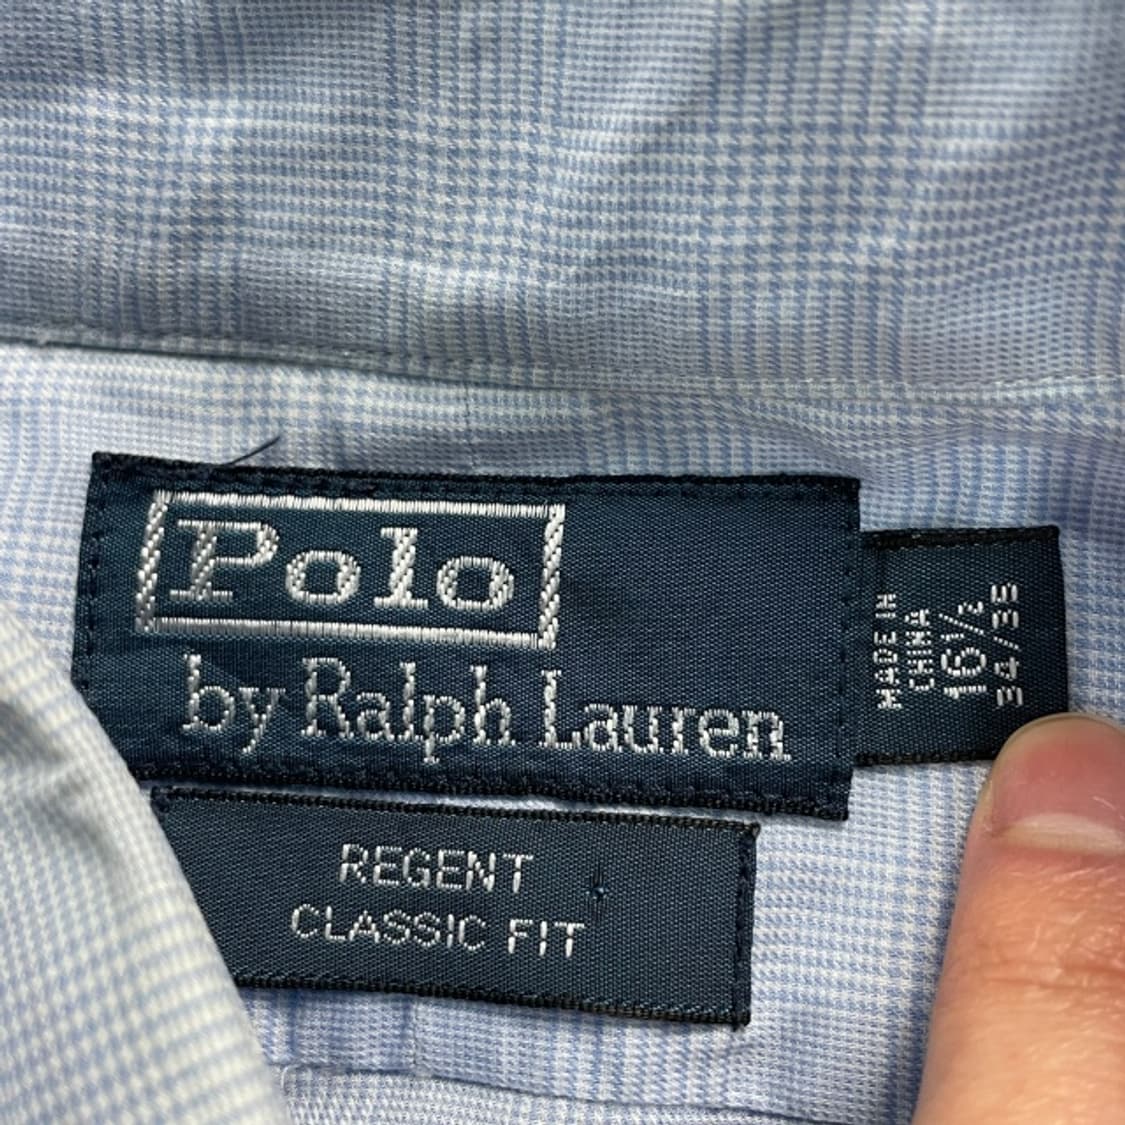 Polo
by Ralph Lauren
MADE IN
CHINA
16½
34/35
REGENT
CLASSIC FIT